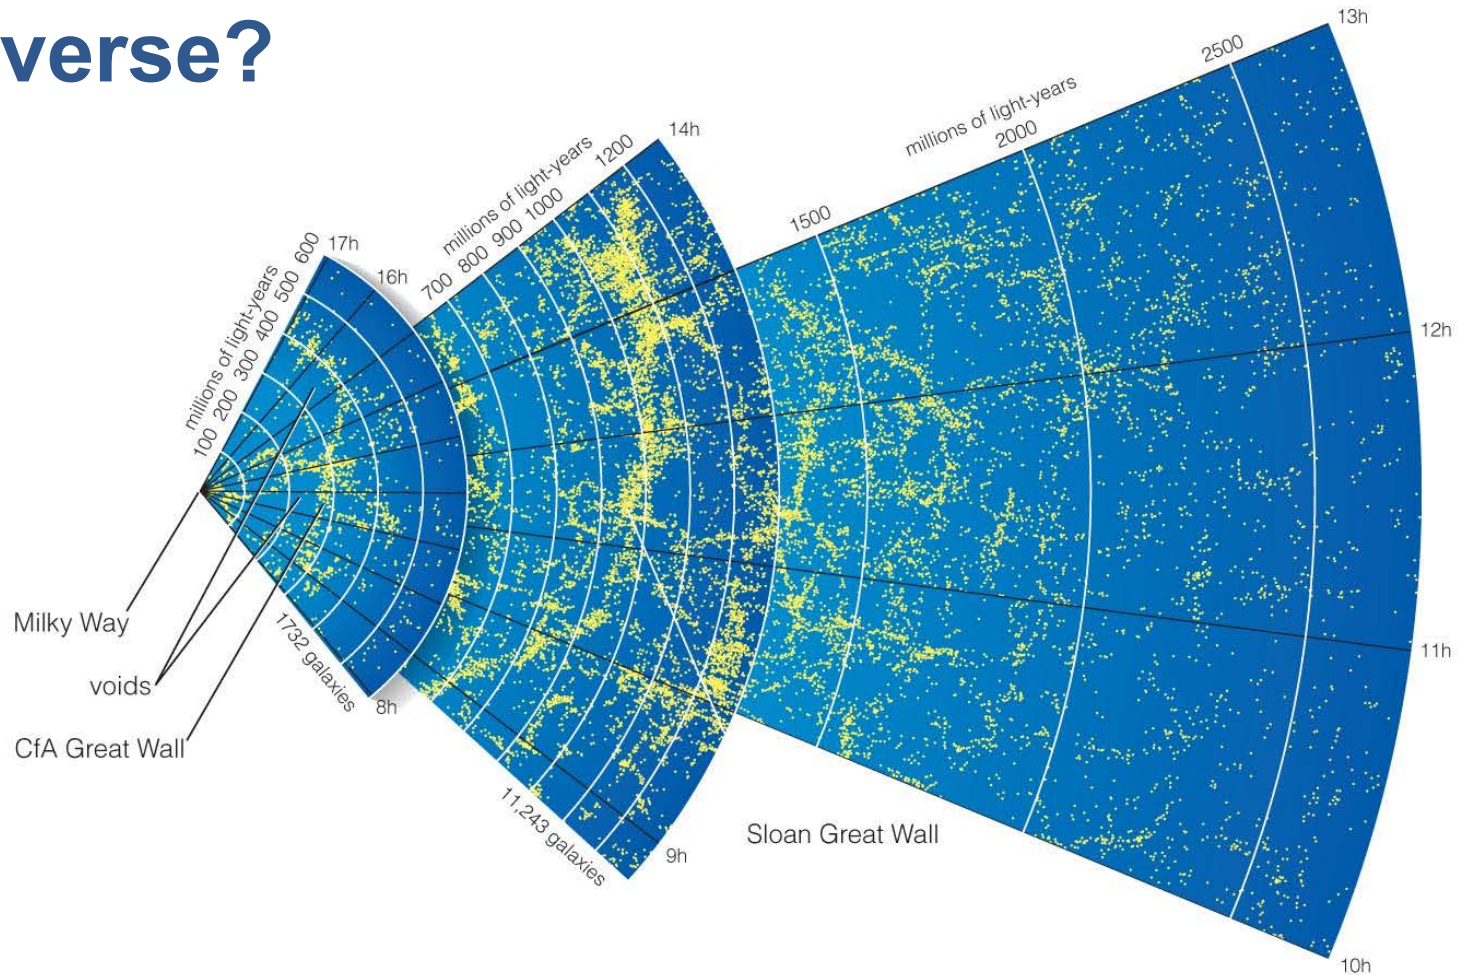 verse?
millions of light-years
100 200 300 400 500 600
17h
16h
millions of light-years
700 800 900 1000 1200
14h
millions of light-years
1500 2000 2500
13h
12h
11h
10h
Milky Way
voids
CfA Great Wall
1732 galaxies
8h
11,243 galaxies
9h
Sloan Great Wall